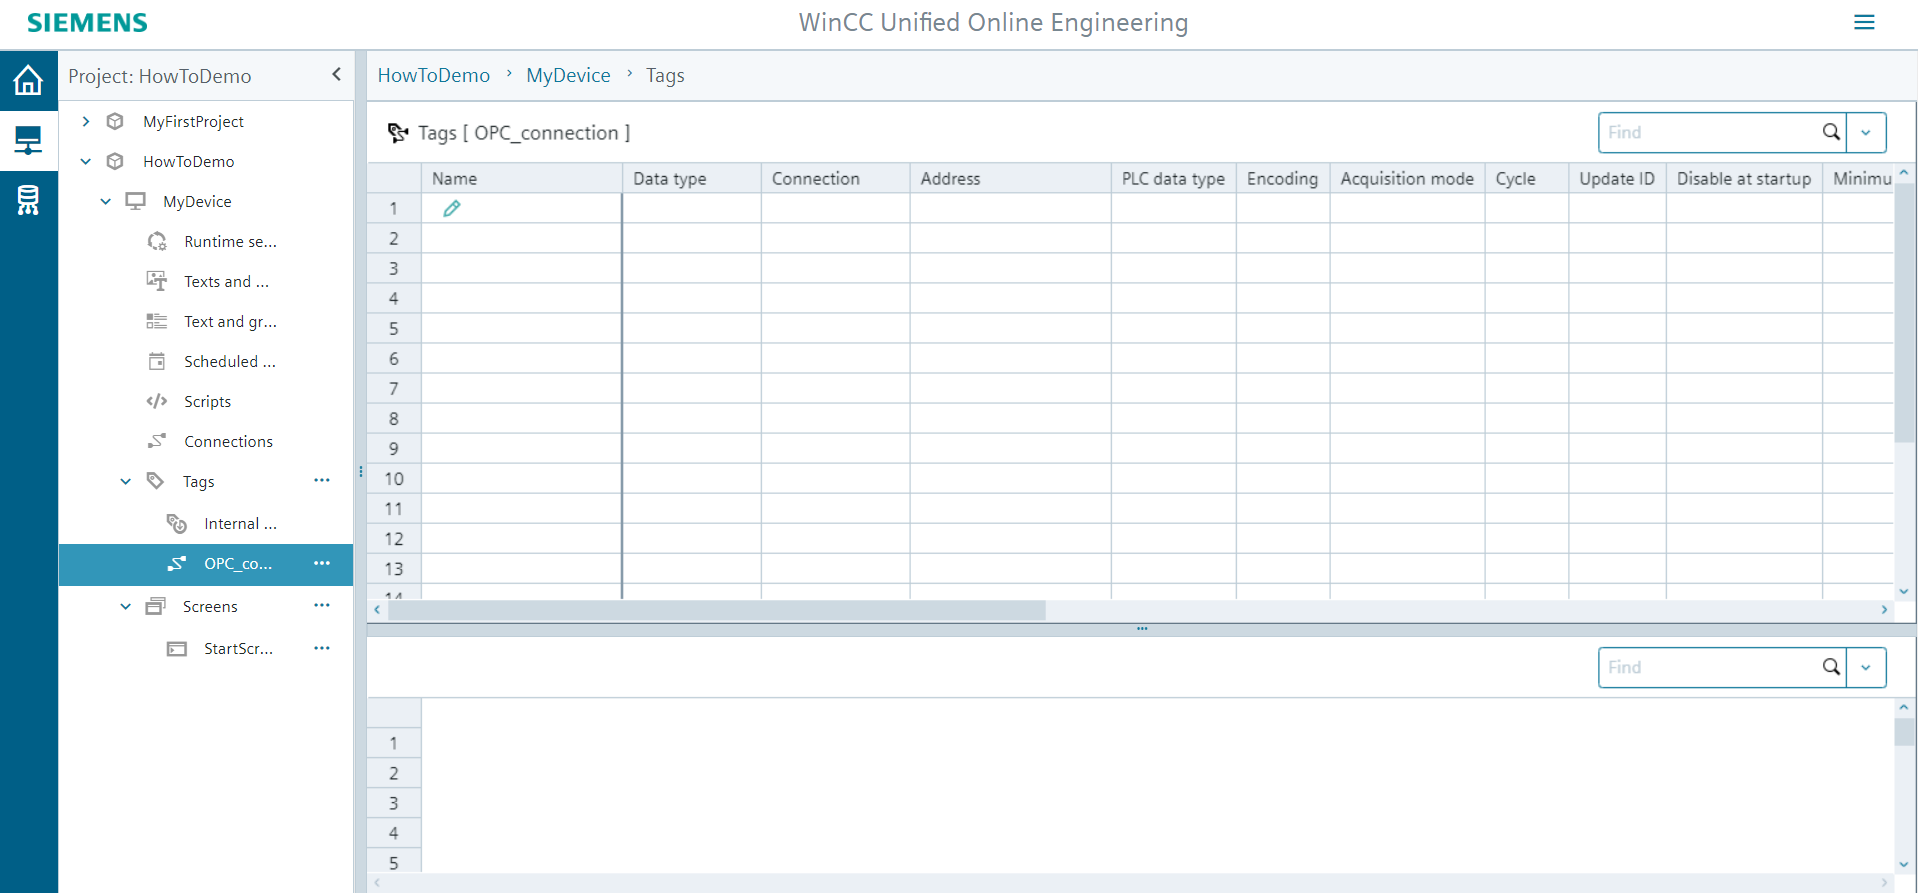 SIEMENS
WinCC Unified Online Engineering
Project: HowToDemo
MyFirstProject
HowToDemo
MyDevice
Runtime se...
Texts and ...
Text and gr...
Scheduled ...
Scripts
Connections
Tags
Internal ...
OPC_co...
Screens
StartScr...
HowToDemo > MyDevice > Tags
Tags [ OPC_connection ]
Find
Name Data type Connection Address PLC data type Encoding Acquisition mode Cycle Update ID Disable at startup Minimu
1
2
3
4
5
6
7
8
9
10
11
12
13
14
Find
1
2
3
4
5